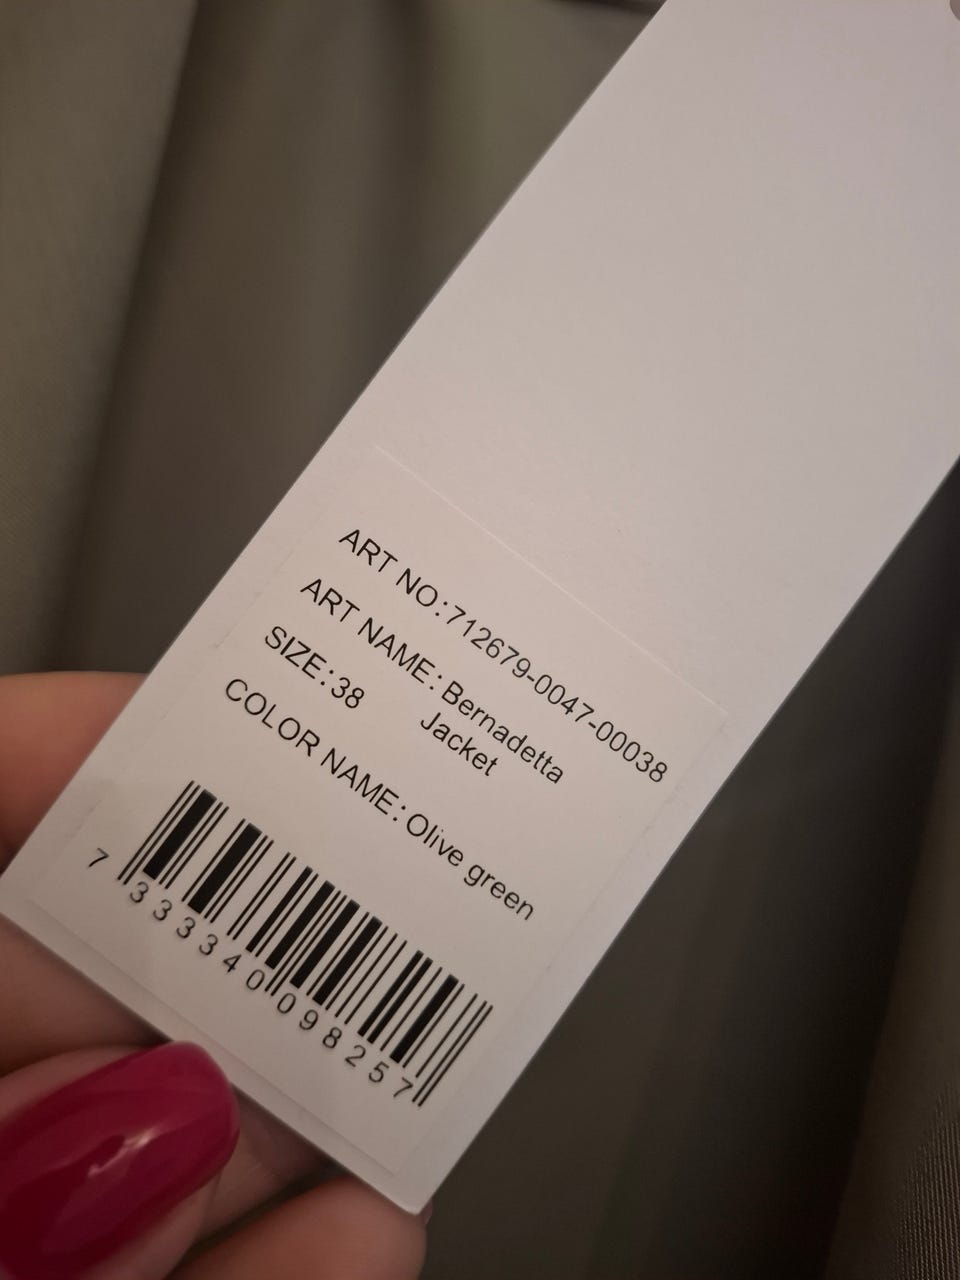 ART NO:712679-0047-00038
ART NAME:Bernadetta
Jacket
SIZE:38
COLOR NAME:Olive green
7 333340 098257